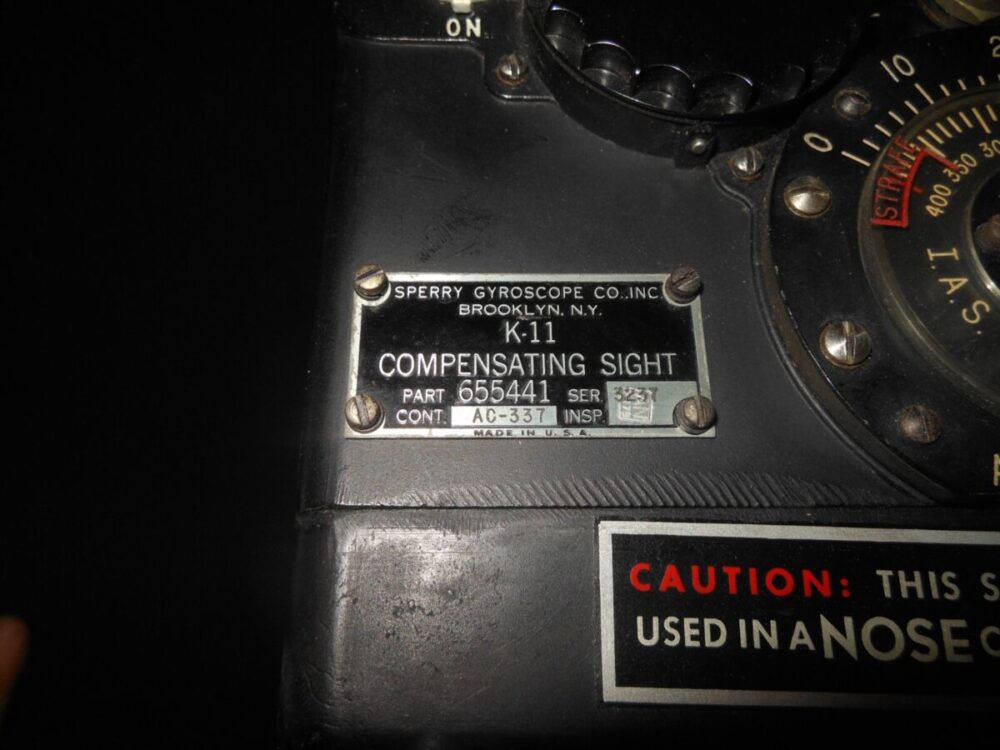 ON
0 10 2
STRAFE
400 350 30
I.A.S.
SPERRY GYROSCOPE CO., INC.
BROOKLYN, N.Y.
K-11
COMPENSATING SIGHT
PART 655441 SER. 3237
CONT. AC-337 INSP.
MADE IN U.S.A.
CAUTION: THIS S
USED IN A NOSE